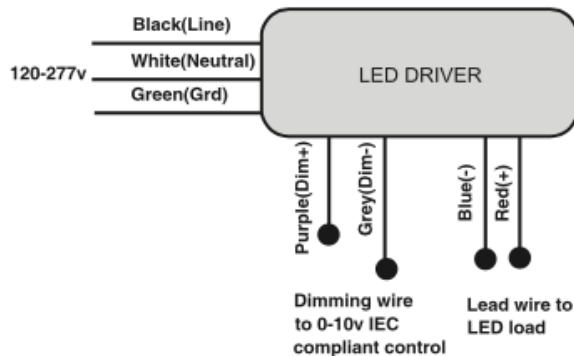 Black(Line)
120-277v
White(Neutral)
Green(Grd)
LED DRIVER
Purple(Dim+)
Grey(Dim-)
Blue(-)
Red(+)
Dimming wire
to 0-10v IEC
compliant control
Lead wire to
LED load